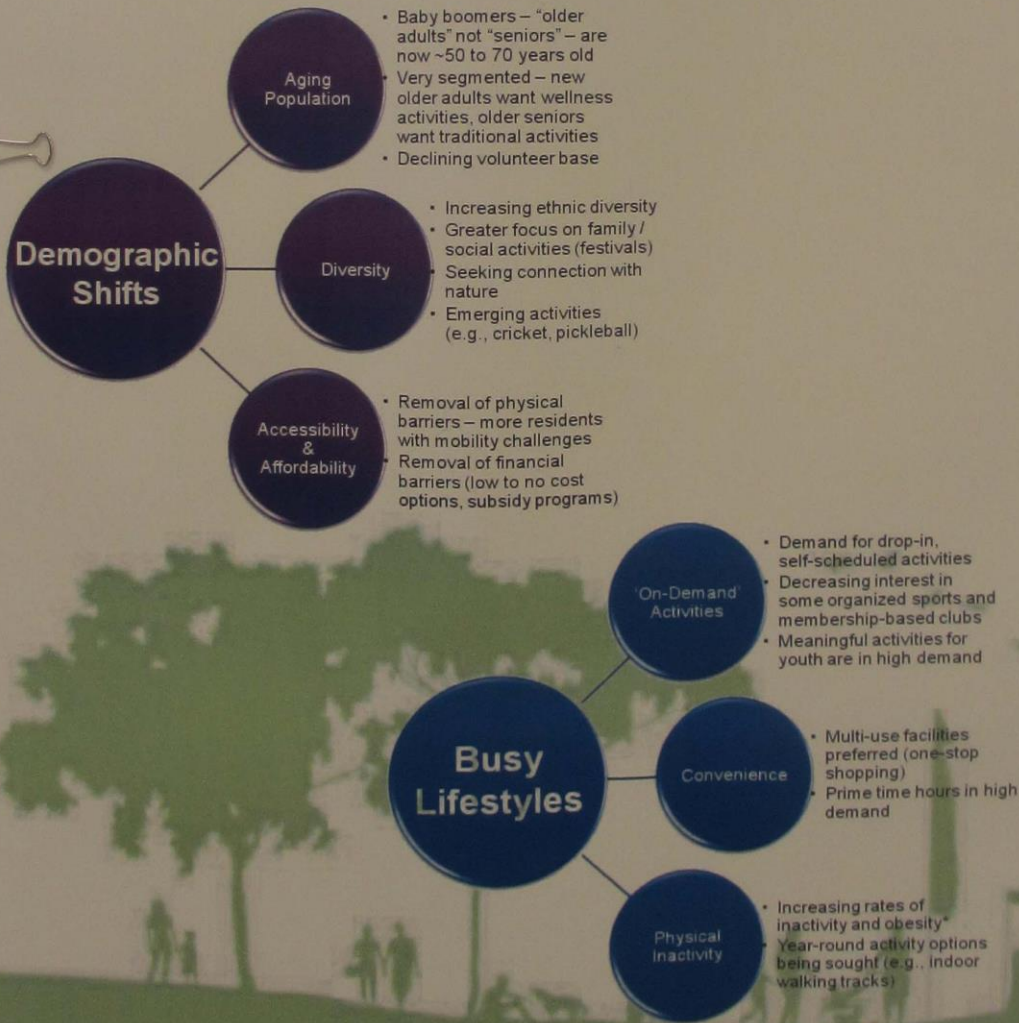 Demographic
Shifts
Aging
Population
• Baby boomers – “older
adults” not “seniors” – are
now ~50 to 70 years old
• Very segmented – new
older adults want wellness
activities, older seniors
want traditional activities
• Declining volunteer base
Diversity
• Increasing ethnic diversity
• Greater focus on family /
social activities (festivals)
• Seeking connection with
nature
• Emerging activities
(e.g., cricket, pickleball)
Accessibility
&
Affordability
• Removal of physical
barriers – more residents
with mobility challenges
• Removal of financial
barriers (low to no cost
options, subsidy programs)
Busy
Lifestyles
‘On-Demand’
Activities
• Demand for drop-in,
self-scheduled activities
• Decreasing interest in
some organized sports and
membership-based clubs
• Meaningful activities for
youth are in high demand
Convenience
• Multi-use facilities
preferred (one-stop
shopping)
• Prime time hours in high
demand
Physical
Inactivity
• Increasing rates of
inactivity and obesity*
• Year-round activity options
being sought (e.g., indoor
walking tracks)